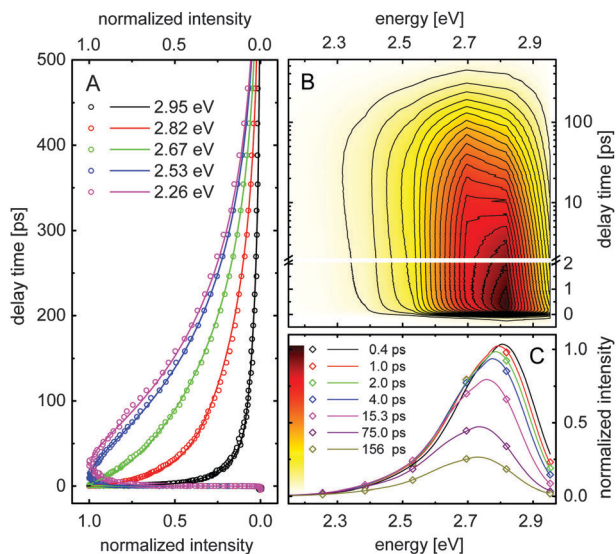 normalized intensity
1.0 0.5 0.0
energy [eV]
2.3 2.5 2.7 2.9
delay time [ps]
500
400
300
200
100
0
A
2.95 eV
2.82 eV
2.67 eV
2.53 eV
2.26 eV
1.0 0.5 0.0
normalized intensity
B
100
10
2
1
0
delay time [ps]
C
0.4 ps
1.0 ps
2.0 ps
4.0 ps
15.3 ps
75.0 ps
156 ps
1.0
0.5
0.0
normalized intensity
2.3 2.5 2.7 2.9
energy [eV]